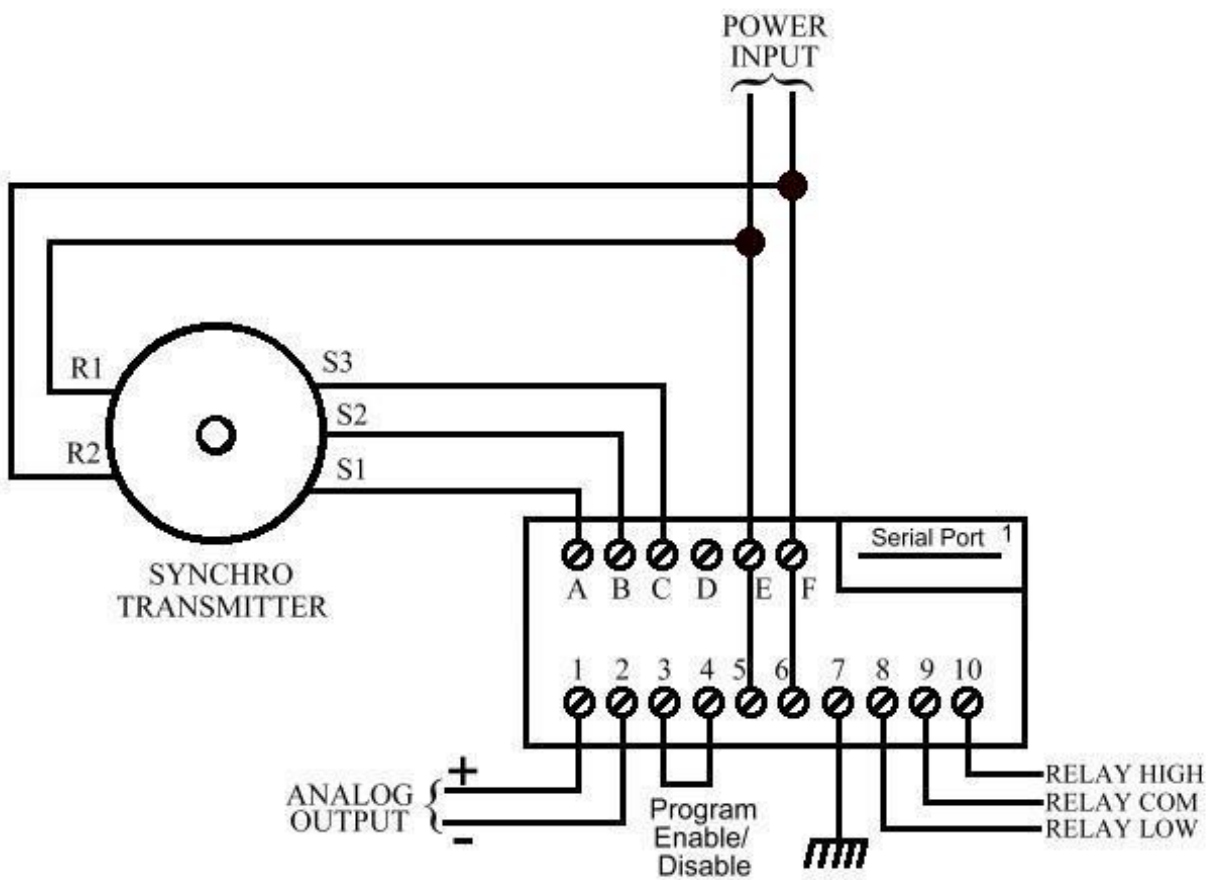 POWER
INPUT
R1
R2
S3
S2
S1
SYNCHRO
TRANSMITTER
Serial Port 1
A B C D E F
1 2 3 4 5 6 7 8 9 10
ANALOG
OUTPUT
+
-
Program
Enable/
Disable
RELAY HIGH
RELAY COM
RELAY LOW